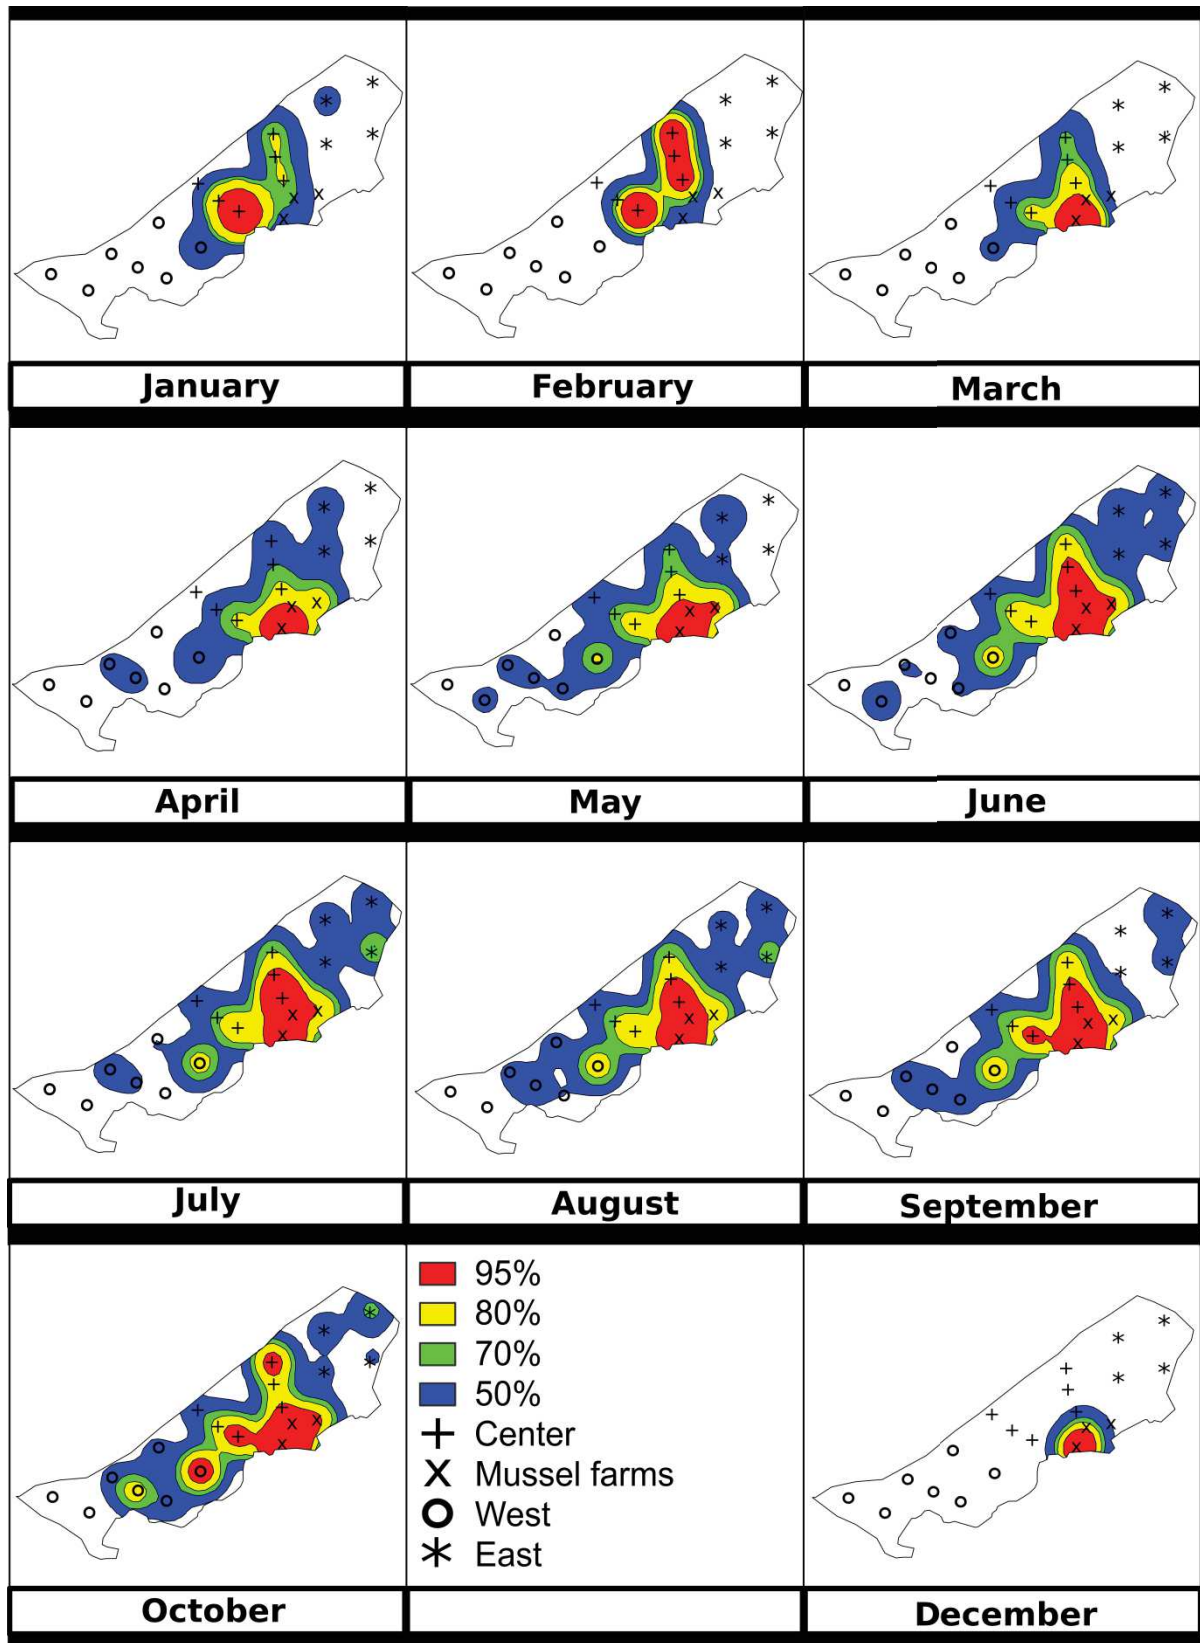 January
February
March
April
May
June
July
August
September
95%
80%
70%
50%
Center
Mussel farms
West
East
October
December